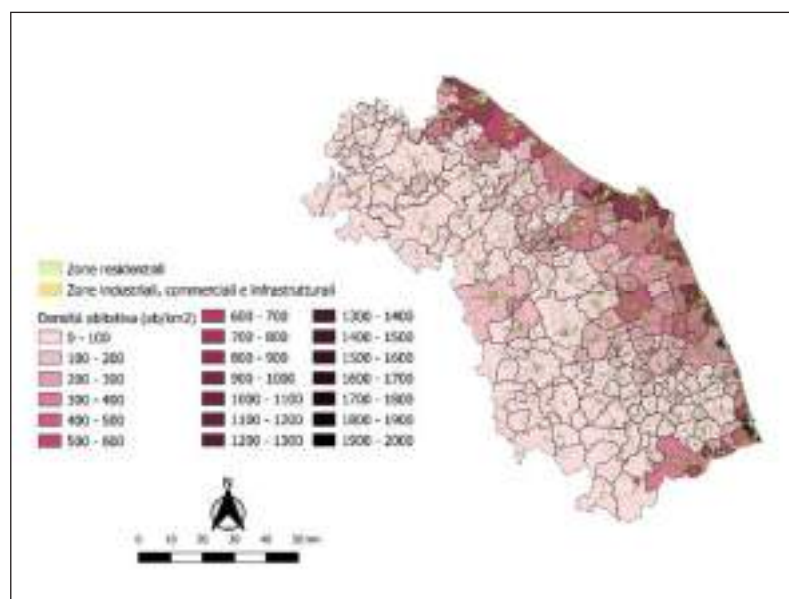 Zone residenziali
Zone industriali, commerciali e infrastrutturali
Densità abitativa (ab/km2)
0 - 100
100 - 200
200 - 300
300 - 400
400 - 500
500 - 600
600 - 700
700 - 800
800 - 900
900 - 1000
1000 - 1100
1100 - 1200
1200 - 1300
1300 - 1400
1400 - 1500
1500 - 1600
1600 - 1700
1700 - 1800
1800 - 1900
1900 - 2000
N
0 10 20 30 40 50 km